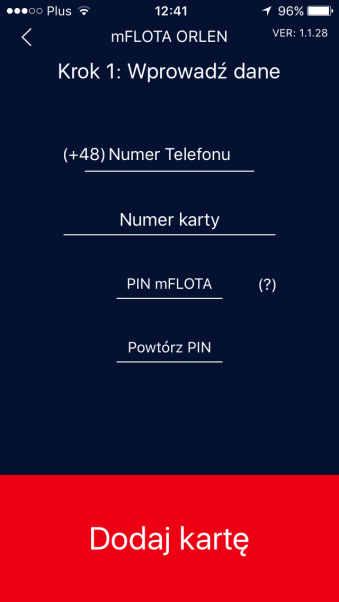 Plus 12:41 96%
mFLOTA ORLEN VER: 1.1.28
Krok 1: Wprowadź dane
(+48) Numer Telefonu
Numer karty
PIN mFLOTA (?)
Powtórz PIN
Dodaj kartę